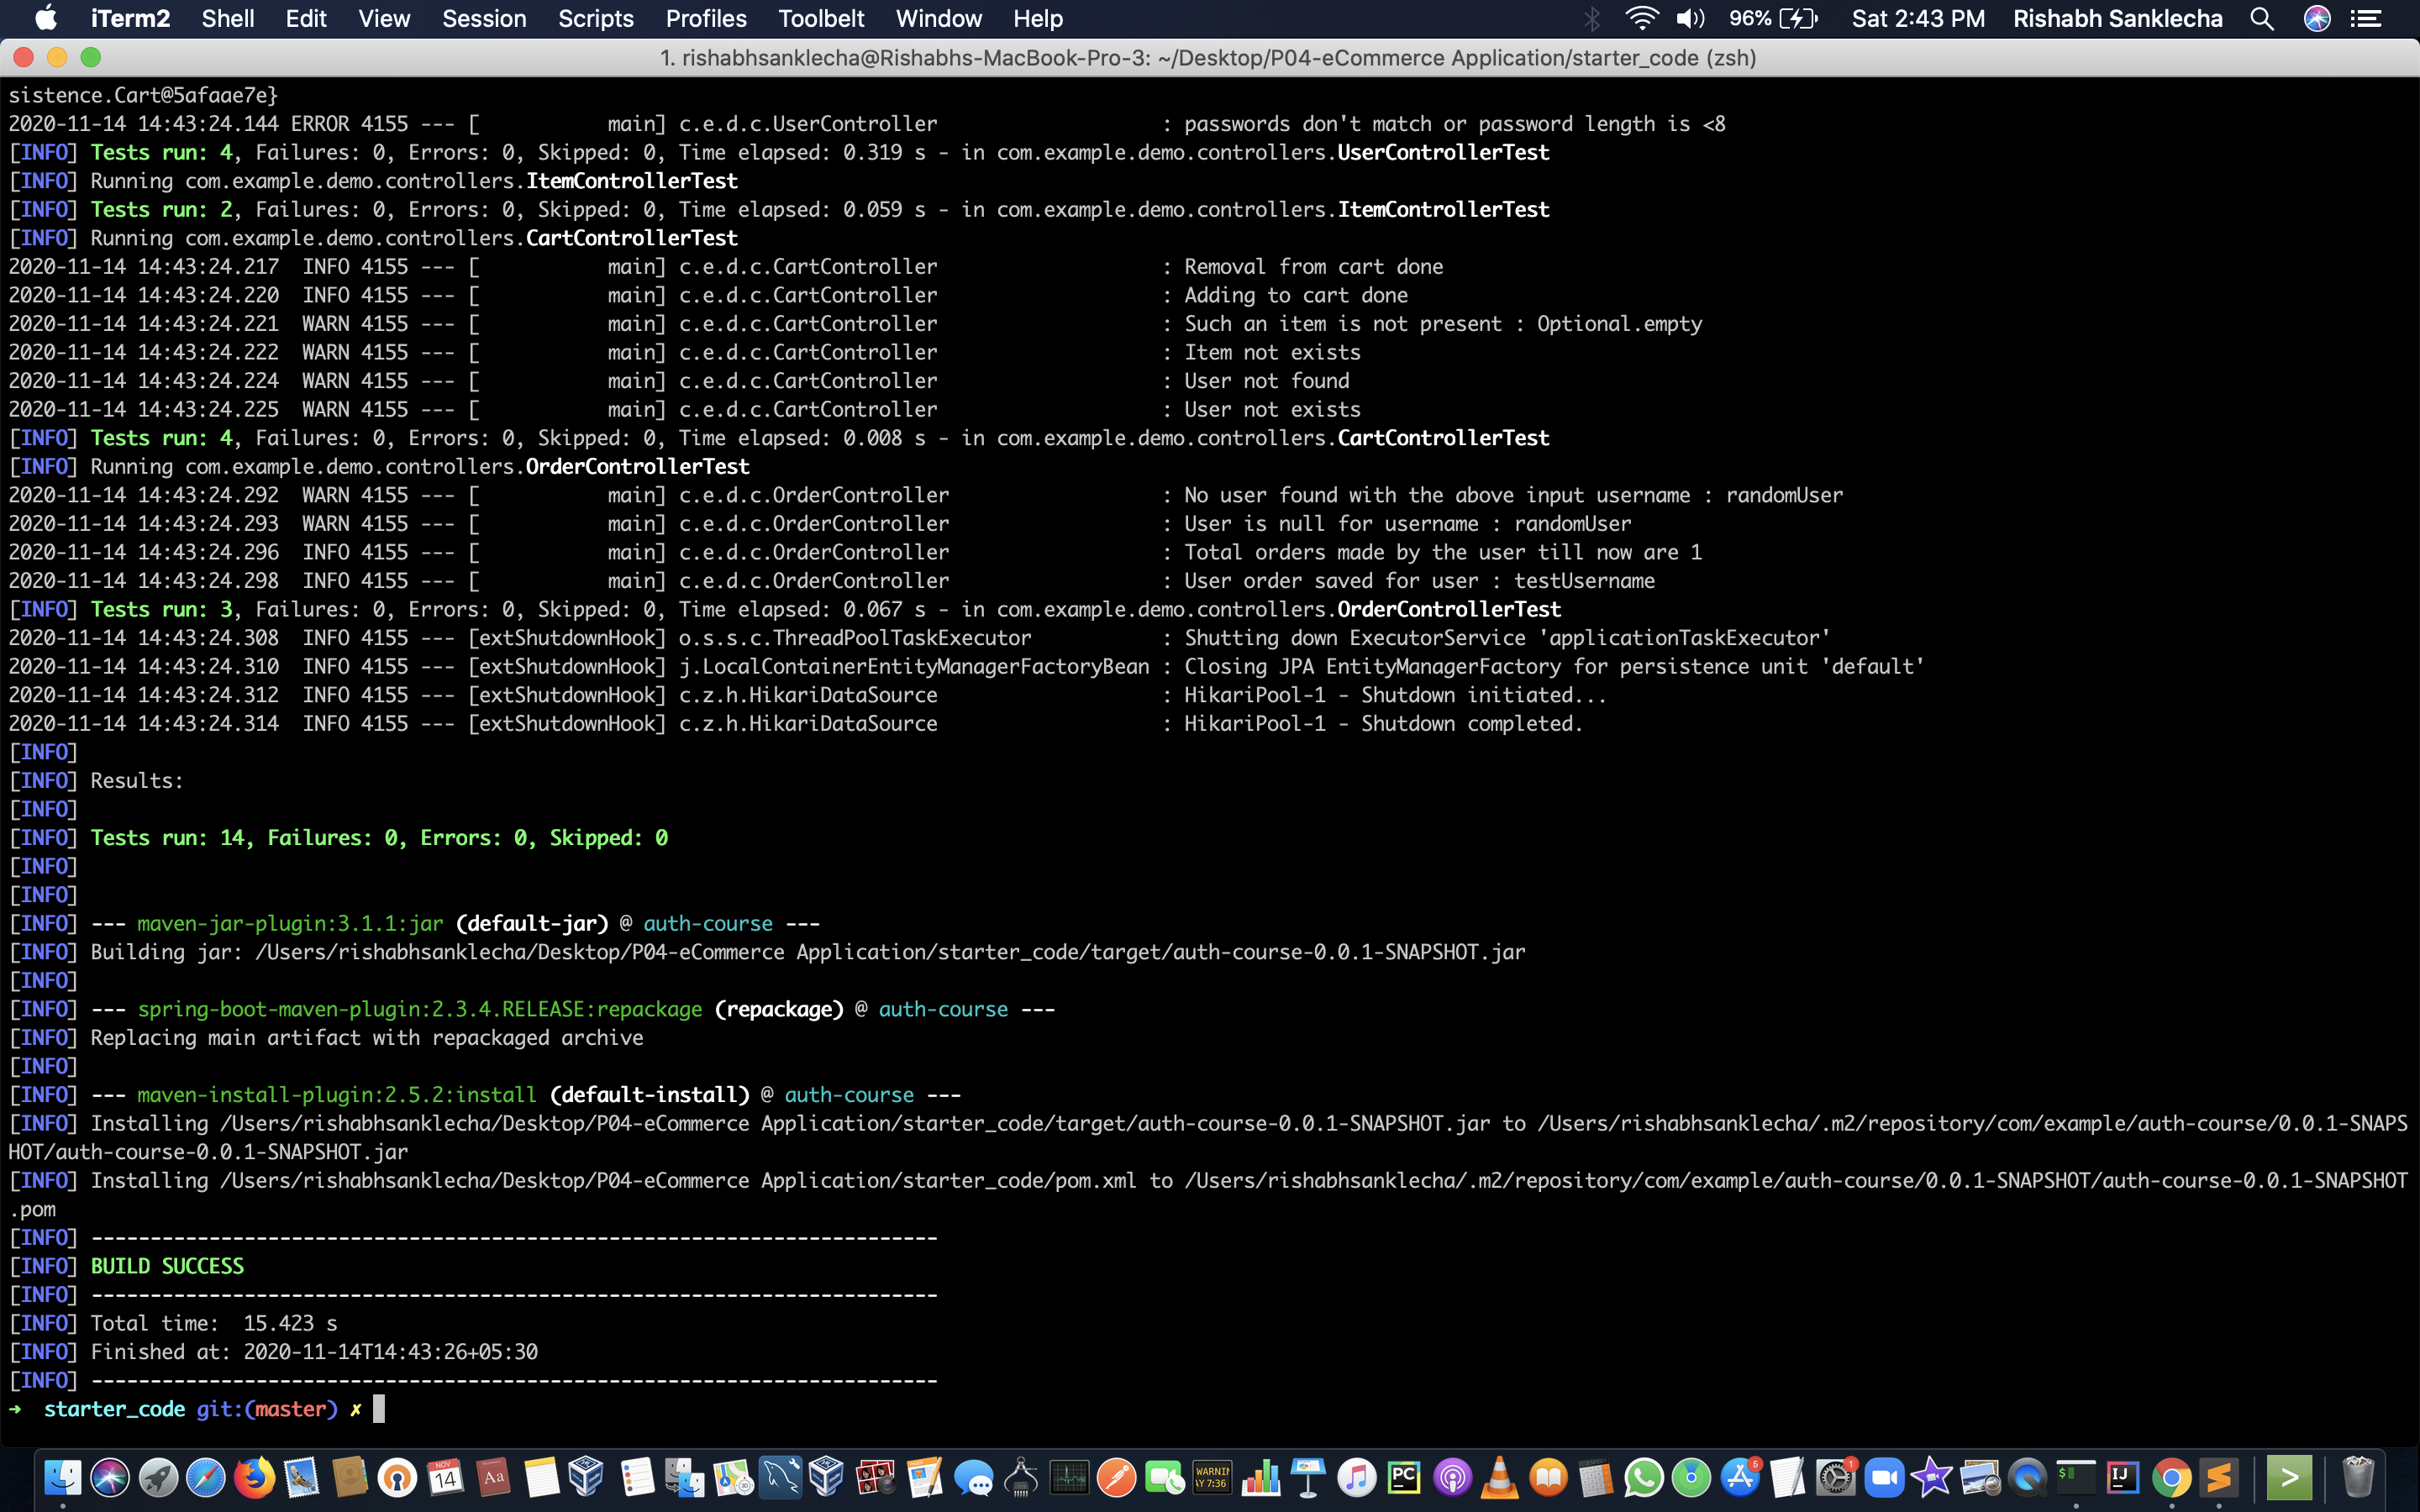 iTerm2 Shell Edit View Session Scripts Profiles Toolbelt Window Help 96% Sat 2:43 PM Rishabh Sanklecha
1. rishabhsanklecha@Rishabhs-MacBook-Pro-3: ~/Desktop/P04-eCommerce Application/starter_code (zsh)
sistence.Cart@5afaae7e}
2020-11-14 14:43:24.144 ERROR 4155 --- [           main] c.e.d.c.UserController                   : passwords don't match or password length is <8
[INFO] Tests run: 4, Failures: 0, Errors: 0, Skipped: 0, Time elapsed: 0.319 s - in com.example.demo.controllers.UserControllerTest
[INFO] Running com.example.demo.controllers.ItemControllerTest
[INFO] Tests run: 2, Failures: 0, Errors: 0, Skipped: 0, Time elapsed: 0.059 s - in com.example.demo.controllers.ItemControllerTest
[INFO] Running com.example.demo.controllers.CartControllerTest
2020-11-14 14:43:24.217  INFO 4155 --- [           main] c.e.d.c.CartController                   : Removal from cart done
2020-11-14 14:43:24.220  INFO 4155 --- [           main] c.e.d.c.CartController                   : Adding to cart done
2020-11-14 14:43:24.221  WARN 4155 --- [           main] c.e.d.c.CartController                   : Such an item is not present : Optional.empty
2020-11-14 14:43:24.222  WARN 4155 --- [           main] c.e.d.c.CartController                   : Item not exists
2020-11-14 14:43:24.224  WARN 4155 --- [           main] c.e.d.c.CartController                   : User not found
2020-11-14 14:43:24.225  WARN 4155 --- [           main] c.e.d.c.CartController                   : User not exists
[INFO] Tests run: 4, Failures: 0, Errors: 0, Skipped: 0, Time elapsed: 0.008 s - in com.example.demo.controllers.CartControllerTest
[INFO] Running com.example.demo.controllers.OrderControllerTest
2020-11-14 14:43:24.292  WARN 4155 --- [           main] c.e.d.c.OrderController                  : No user found with the above input username : randomUser
2020-11-14 14:43:24.293  WARN 4155 --- [           main] c.e.d.c.OrderController                  : User is null for username : randomUser
2020-11-14 14:43:24.296  INFO 4155 --- [           main] c.e.d.c.OrderController                  : Total orders made by the user till now are 1
2020-11-14 14:43:24.298  INFO 4155 --- [           main] c.e.d.c.OrderController                  : User order saved for user : testUsername
[INFO] Tests run: 3, Failures: 0, Errors: 0, Skipped: 0, Time elapsed: 0.067 s - in com.example.demo.controllers.OrderControllerTest
2020-11-14 14:43:24.308  INFO 4155 --- [extShutdownHook] o.s.s.c.ThreadPoolTaskExecutor           : Shutting down ExecutorService 'applicationTaskExecutor'
2020-11-14 14:43:24.310  INFO 4155 --- [extShutdownHook] j.LocalContainerEntityManagerFactoryBean : Closing JPA EntityManagerFactory for persistence unit 'default'
2020-11-14 14:43:24.312  INFO 4155 --- [extShutdownHook] c.z.h.HikariDataSource                   : HikariPool-1 - Shutdown initiated...
2020-11-14 14:43:24.314  INFO 4155 --- [extShutdownHook] c.z.h.HikariDataSource                   : HikariPool-1 - Shutdown completed.
[INFO]
[INFO] Results:
[INFO]
[INFO] Tests run: 14, Failures: 0, Errors: 0, Skipped: 0
[INFO]
[INFO]
[INFO] --- maven-jar-plugin:3.1.1:jar (default-jar) @ auth-course ---
[INFO] Building jar: /Users/rishabhsanklecha/Desktop/P04-eCommerce Application/starter_code/target/auth-course-0.0.1-SNAPSHOT.jar
[INFO]
[INFO] --- spring-boot-maven-plugin:2.3.4.RELEASE:repackage (repackage) @ auth-course ---
[INFO] Replacing main artifact with repackaged archive
[INFO]
[INFO] --- maven-install-plugin:2.5.2:install (default-install) @ auth-course ---
[INFO] Installing /Users/rishabhsanklecha/Desktop/P04-eCommerce Application/starter_code/target/auth-course-0.0.1-SNAPSHOT.jar to /Users/rishabhsanklecha/.m2/repository/com/example/auth-course/0.0.1-SNAPS
HOT/auth-course-0.0.1-SNAPSHOT.jar
[INFO] Installing /Users/rishabhsanklecha/Desktop/P04-eCommerce Application/starter_code/pom.xml to /Users/rishabhsanklecha/.m2/repository/com/example/auth-course/0.0.1-SNAPSHOT/auth-course-0.0.1-SNAPSHOT
.pom
[INFO] ------------------------------------------------------------------------
[INFO] BUILD SUCCESS
[INFO] ------------------------------------------------------------------------
[INFO] Total time:  15.423 s
[INFO] Finished at: 2020-11-14T14:43:26+05:30
[INFO] ------------------------------------------------------------------------
→  starter_code git:(master) ✗
NOV 14 Aa WARNIN AY 7:36 PC 5 1 $ IJ >